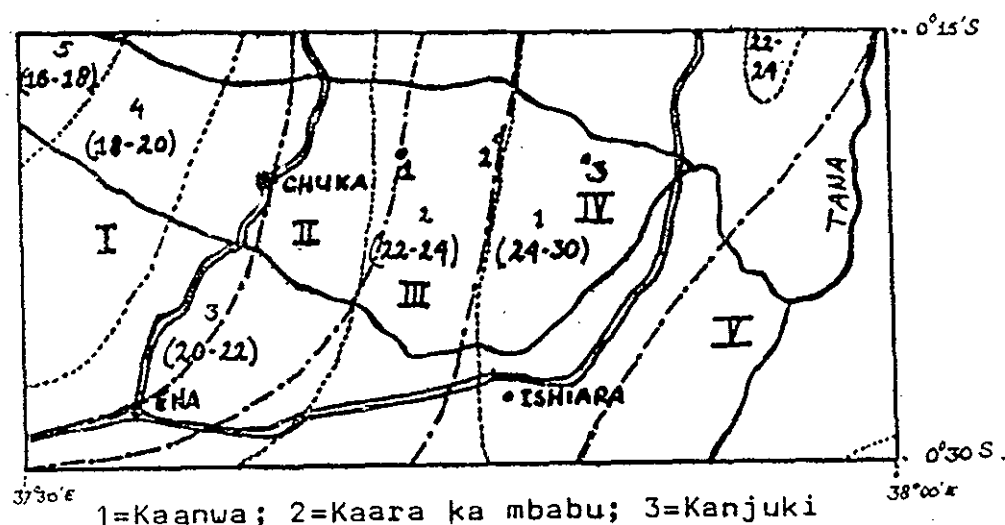 0°15'S
5
(16-18)
22-
24
4
(18-20)
CHUKA
1
2
3
TANA
I
II
2
(22-24)
III
1
(24-30)
IV
3
(20-22)
V
ISHIARA
0°30 S.
37°30'E
38°00'E
1=Kaanwa; 2=Kaara ka mbabu; 3=Kanjuki